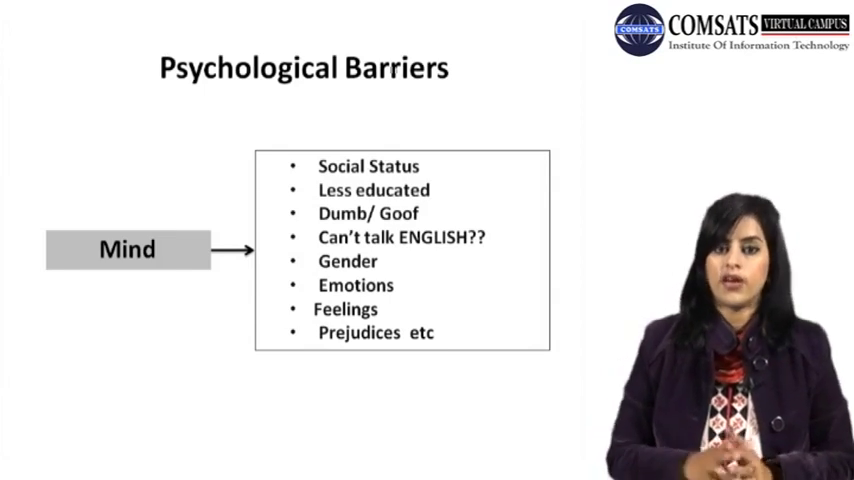 COMSATS VIRTUAL CAMPUS
COMSATS
Institute Of Information Technology
Psychological Barriers
Mind
• Social Status
• Less educated
• Dumb/ Goof
• Can't talk ENGLISH??
• Gender
• Emotions
• Feelings
• Prejudices etc